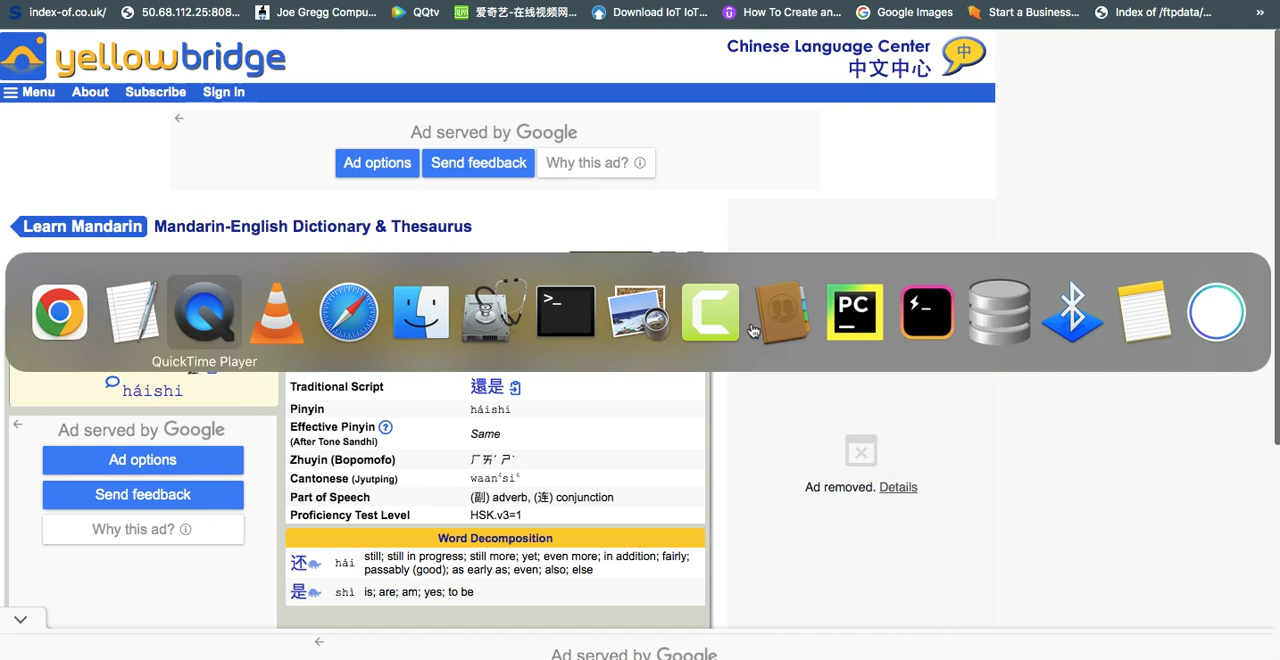 index-of.co.uk/ 50.68.112.25:808... Joe Gregg Compu... QQtv 爱奇艺-在线视频网... Download IoT IoT... How To Create an... Google Images Start a Business... Index of /ftpdata/... »
yellowbridge
Chinese Language Center
中文中心
中
Menu About Subscribe Sign In
Ad served by Google
Ad options Send feedback Why this ad?
Learn Mandarin Mandarin-English Dictionary & Thesaurus
PC
QuickTime Player
háishi
Traditional Script 還是
Pinyin háishi
Effective Pinyin Same
(After Tone Sandhi)
Zhuyin (Bopomofo) ㄏㄞˊ ㄕ˙
Cantonese (Jyutping) waan⁴si⁶
Part of Speech (副) adverb, (连) conjunction
Proficiency Test Level HSK.v3=1
Word Decomposition
还 hái still; still in progress; still more; yet; even more; in addition; fairly;
passably (good); as early as; even; also; else
是 shì is; are; am; yes; to be
Ad served by Google
Ad options
Send feedback
Why this ad?
Ad removed. Details
Ad served by Google